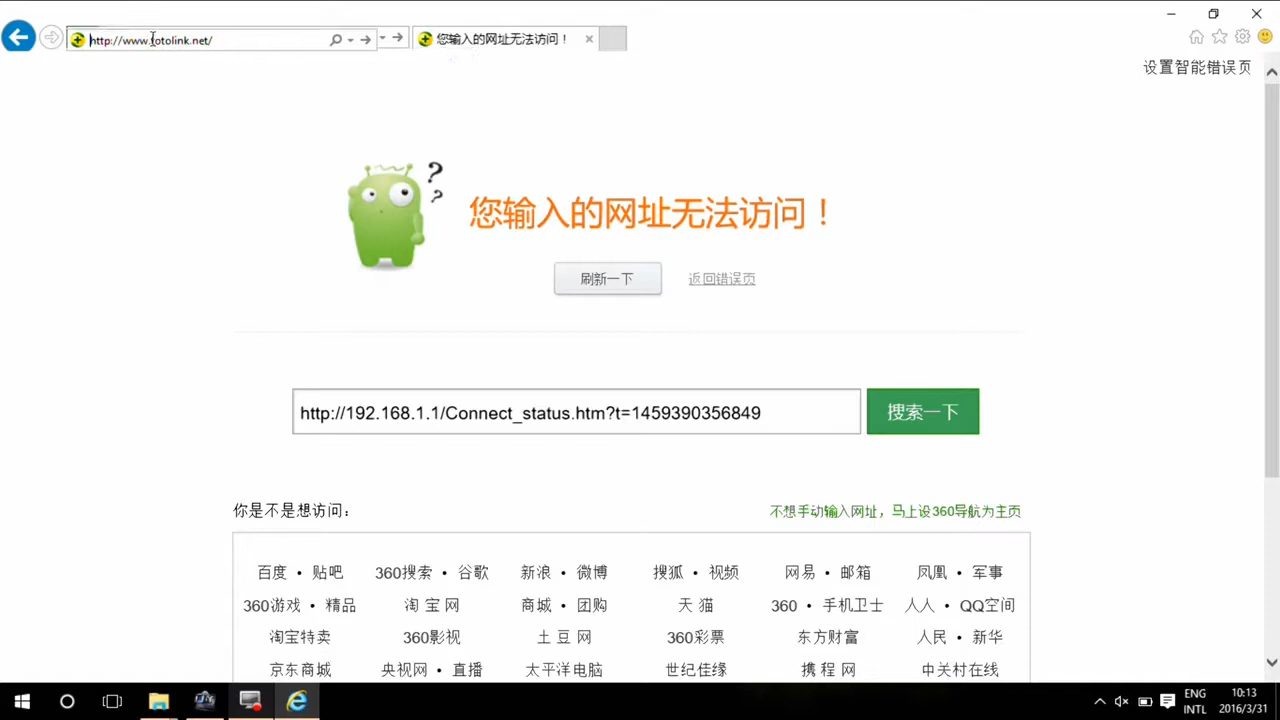 http://www.totolink.net/
您输入的网址无法访问！
设置智能错误页
? ?
您输入的网址无法访问！
刷新一下 返回错误页
http://192.168.1.1/Connect_status.htm?t=1459390356849 搜索一下
你是不是想访问： 不想手动输入网址，马上设360导航为主页
百度 • 贴吧 360搜索 • 谷歌 新浪 • 微博 搜狐 • 视频 网易 • 邮箱 凤凰 • 军事
360游戏 • 精品 淘宝网 商城 • 团购 天猫 360 • 手机卫士 人人 • QQ空间
淘宝特卖 360影视 土豆网 360彩票 东方财富 人民 • 新华
京东商城 央视网 • 直播 太平洋电脑 世纪佳缘 携程网 中关村在线
ENG 10:13
INTL 2016/3/31